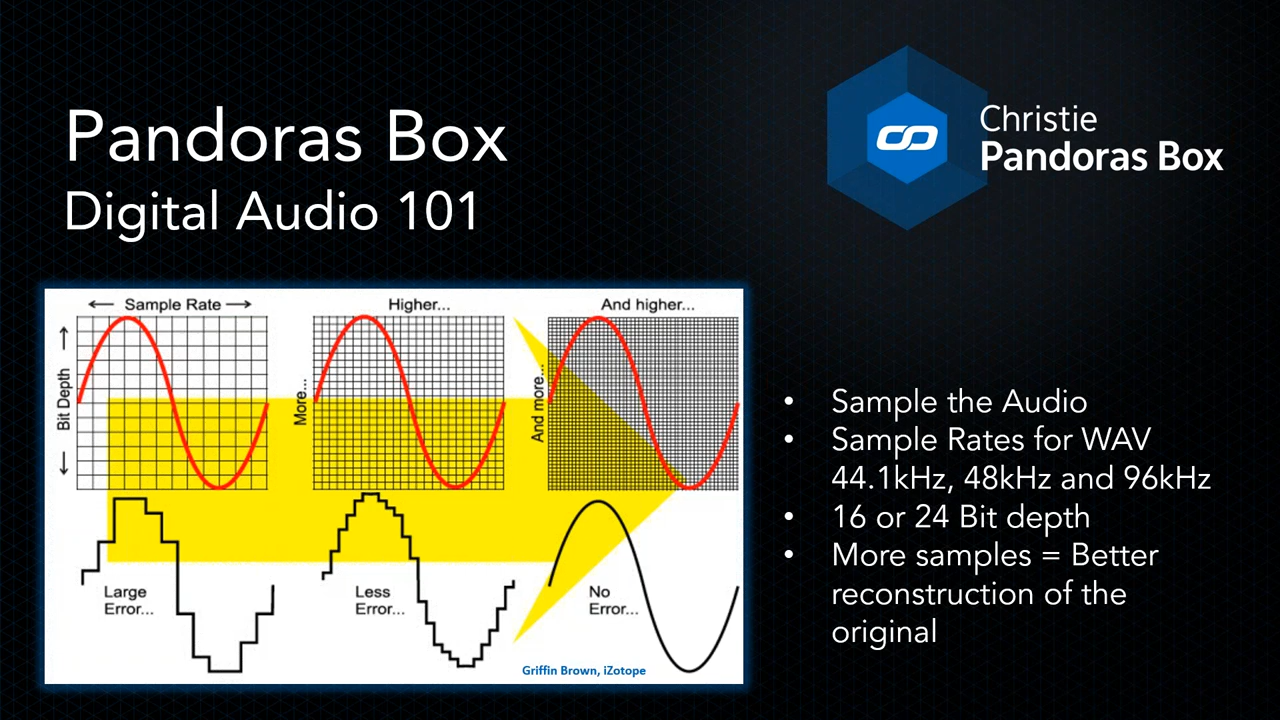 Pandoras Box
Digital Audio 101
Christie
Pandoras Box
← Sample Rate →
Higher...
And higher...
← Bit Depth →
More...
And more...
Large
Error...
Less
Error...
No
Error...
Griffin Brown, iZotope
• Sample the Audio
• Sample Rates for WAV
44.1kHz, 48kHz and 96kHz
• 16 or 24 Bit depth
• More samples = Better
reconstruction of the
original